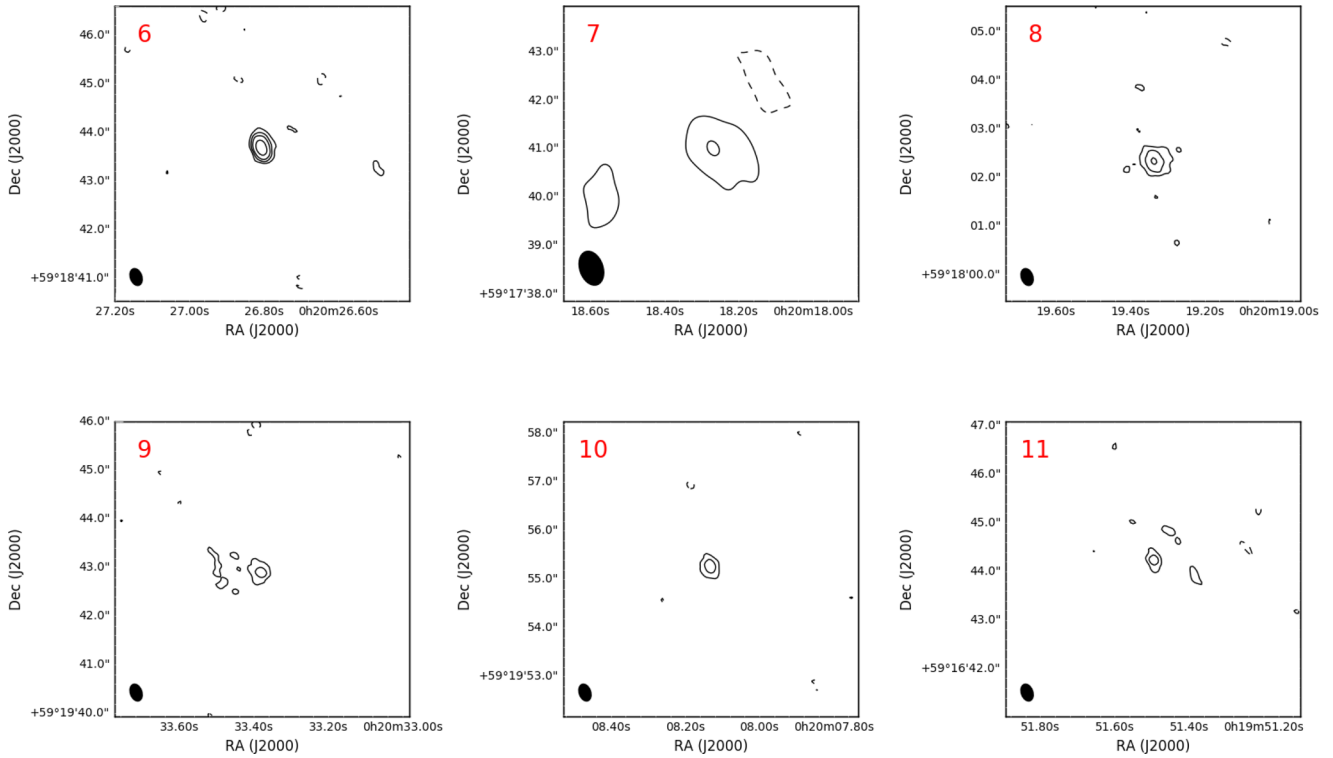 6
46.0"
45.0"
44.0"
43.0"
42.0"
+59°18'41.0"
Dec (J2000)
27.20s 27.00s 26.80s 0h20m26.60s
RA (J2000)
7
43.0"
42.0"
41.0"
40.0"
39.0"
+59°17'38.0"
Dec (J2000)
18.60s 18.40s 18.20s 0h20m18.00s
RA (J2000)
8
05.0"
04.0"
03.0"
02.0"
01.0"
+59°18'00.0"
Dec (J2000)
19.60s 19.40s 19.20s 0h20m19.00s
RA (J2000)
9
46.0"
45.0"
44.0"
43.0"
42.0"
41.0"
+59°19'40.0"
Dec (J2000)
33.60s 33.40s 33.20s 0h20m33.00s
RA (J2000)
10
58.0"
57.0"
56.0"
55.0"
54.0"
+59°19'53.0"
Dec (J2000)
08.40s 08.20s 08.00s 0h20m07.80s
RA (J2000)
11
47.0"
46.0"
45.0"
44.0"
43.0"
+59°16'42.0"
Dec (J2000)
51.80s 51.60s 51.40s 0h19m51.20s
RA (J2000)